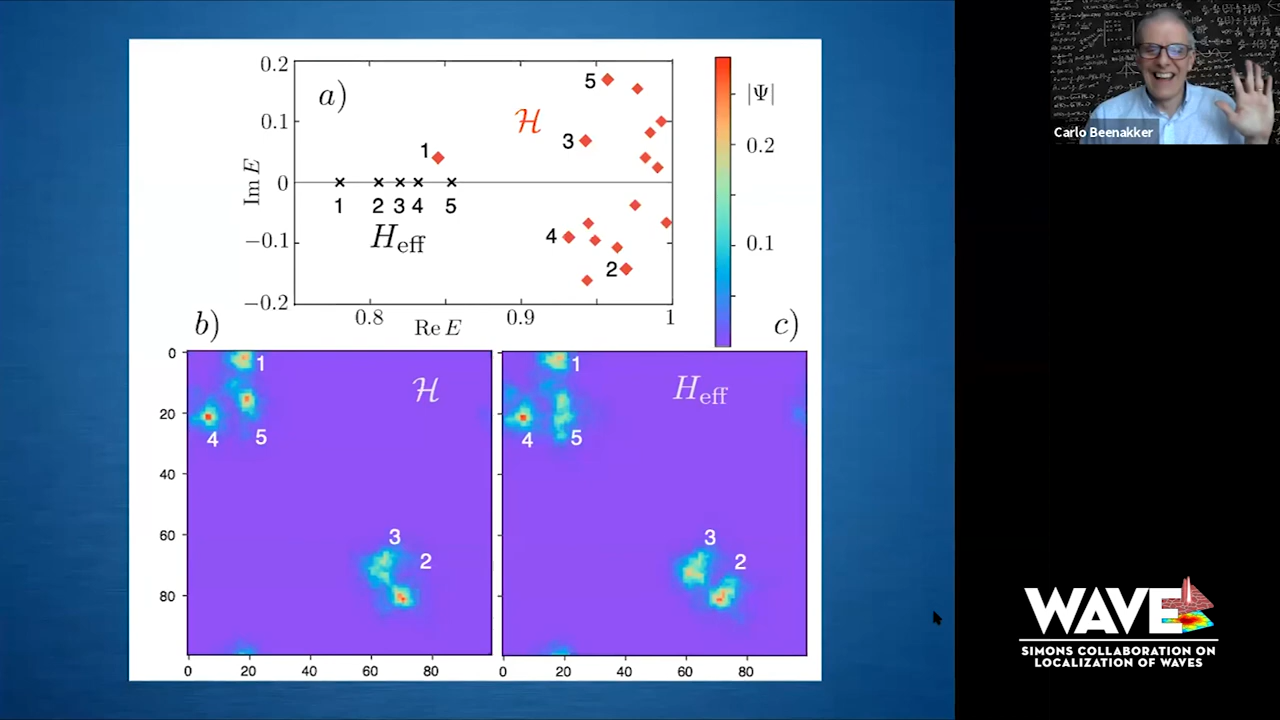 a)
0.2
0.1
0
−0.1
−0.2
Im E
ℋ
5
3
1
4
2
1 2 3 4 5
H_eff
0.8
0.9
1
Re E
|Ψ|
0.2
0.1
b)
c)
0
20
40
60
80
1
4
5
3
2
ℋ
0 20 40 60 80
1
4
5
3
2
H_eff
0 20 40 60 80
Carlo Beenakker
WAVE
SIMONS COLLABORATION ON
LOCALIZATION OF WAVES